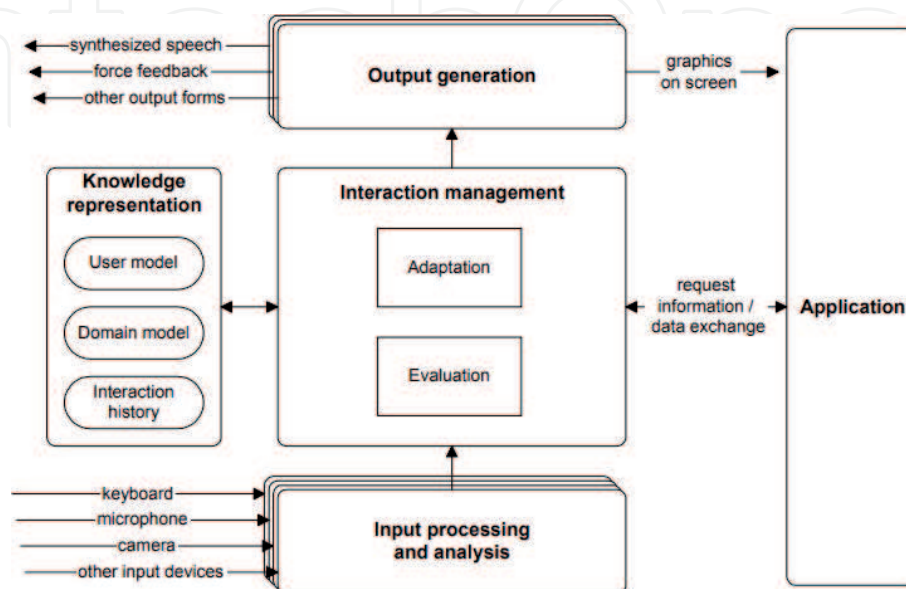 synthesized speech
force feedback
other output forms
Output generation
graphics
on screen
Knowledge
representation
User model
Domain model
Interaction
history
Interaction management
Adaptation
Evaluation
request
information /
data exchange
Application
keyboard
microphone
camera
other input devices
Input processing
and analysis